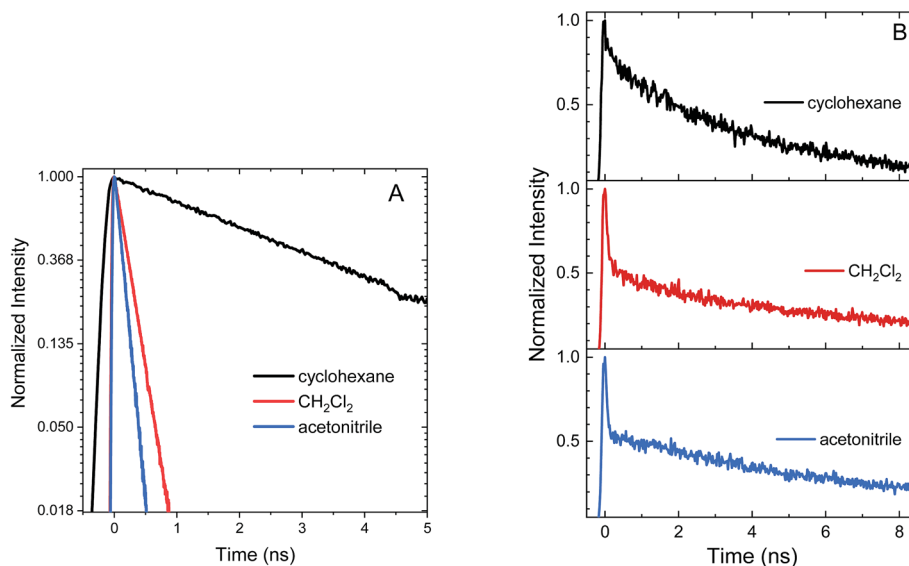 A
Normalized Intensity
1.000
0.368
0.135
0.050
0.018
cyclohexane
CH₂Cl₂
acetonitrile
0 1 2 3 4 5
Time (ns)
B
Normalized Intensity
1.0
0.5
cyclohexane
1.0
0.5
CH₂Cl₂
1.0
0.5
acetonitrile
0 2 4 6 8
Time (ns)